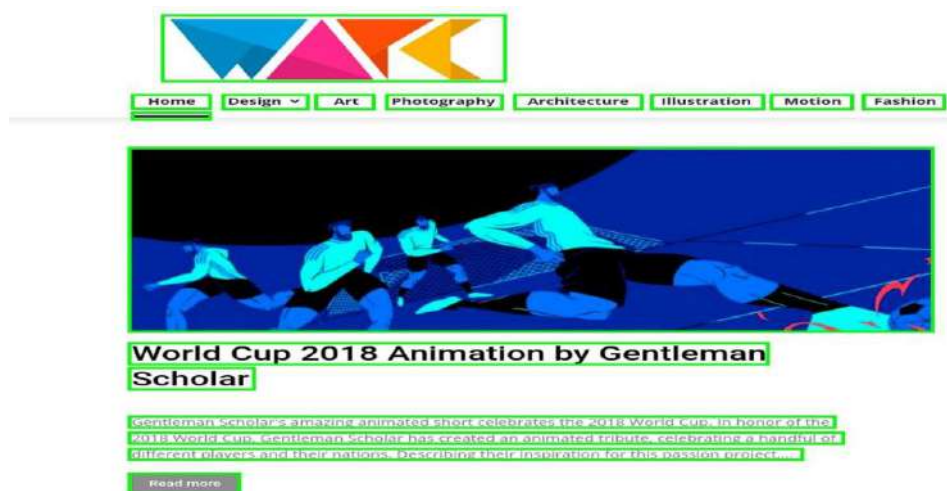 WATC
Home Design Art Photography Architecture Illustration Motion Fashion
World Cup 2018 Animation by Gentleman
Scholar
Gentleman Scholar's amazing animated short celebrates the 2018 World Cup. In honor of the
2018 World Cup, Gentleman Scholar has created an animated tribute, celebrating a handful of
different players and their nations. Describing their inspiration for this passion project....
Read more